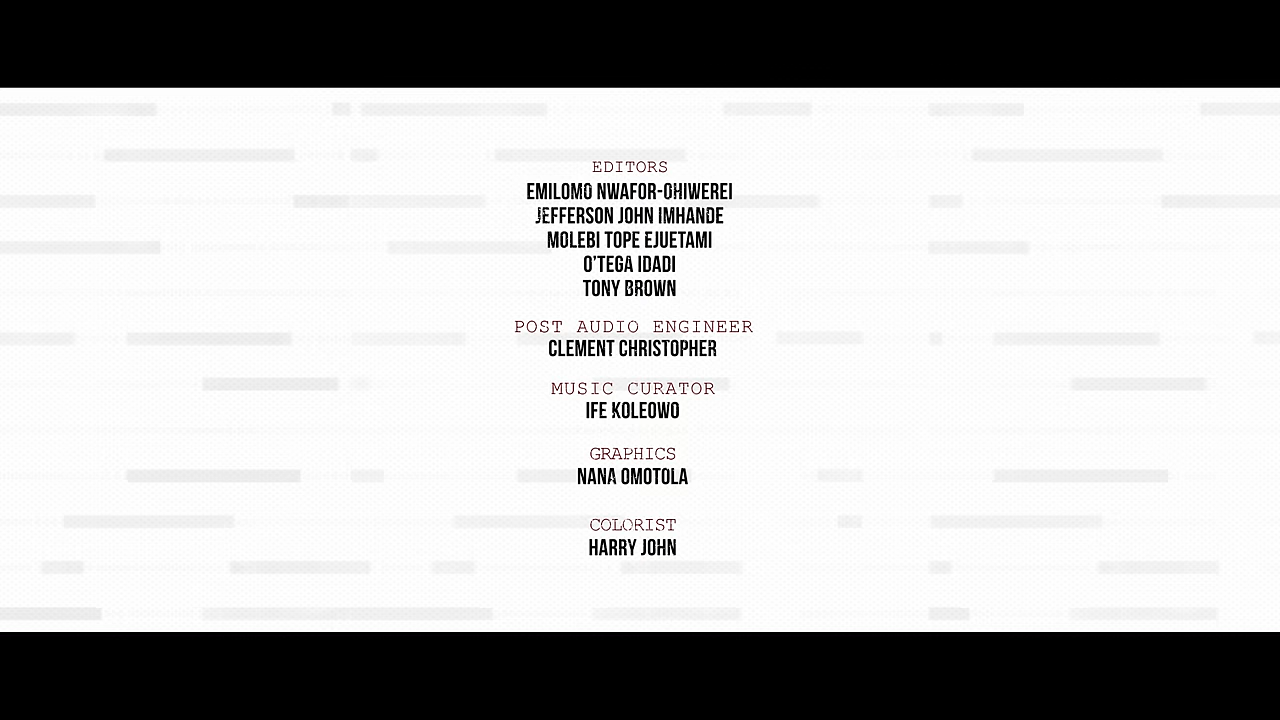 EDITORS
EMILOMO NWAFOR-OHIWEREI
JEFFERSON JOHN IMHANDE
MOLEBI TOPE EJUETAMI
O'TEGA IDADI
TONY BROWN
POST AUDIO ENGINEER
CLEMENT CHRISTOPHER
MUSIC CURATOR
IFE KOLEOWO
GRAPHICS
NANA OMOTOLA
COLORIST
HARRY JOHN